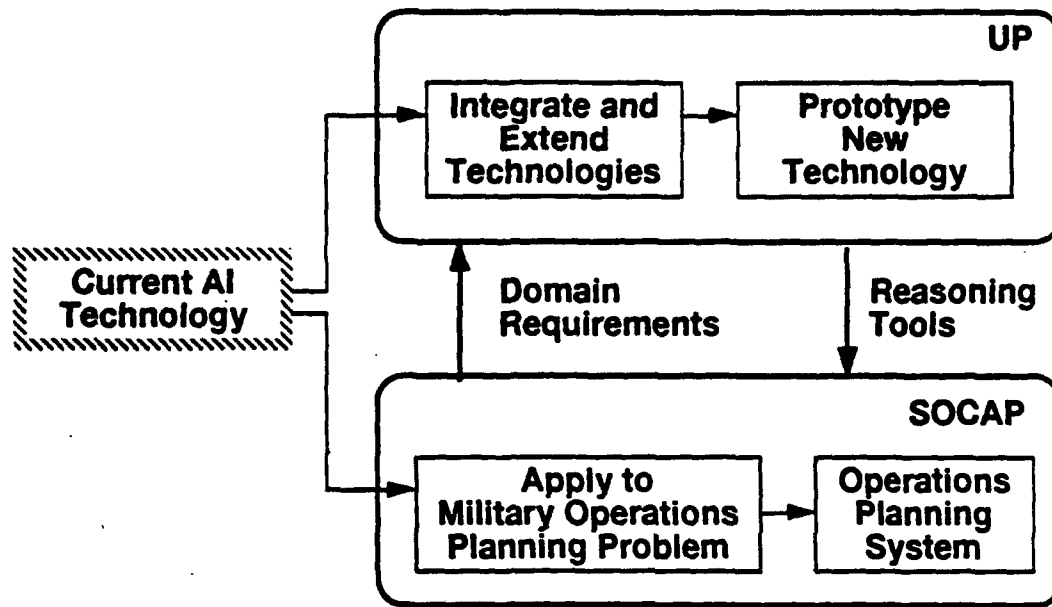 UP
Integrate and
Extend
Technologies
Prototype
New
Technology
Current AI
Technology
Domain
Requirements
Reasoning
Tools
SOCAP
Apply to
Military Operations
Planning Problem
Operations
Planning
System